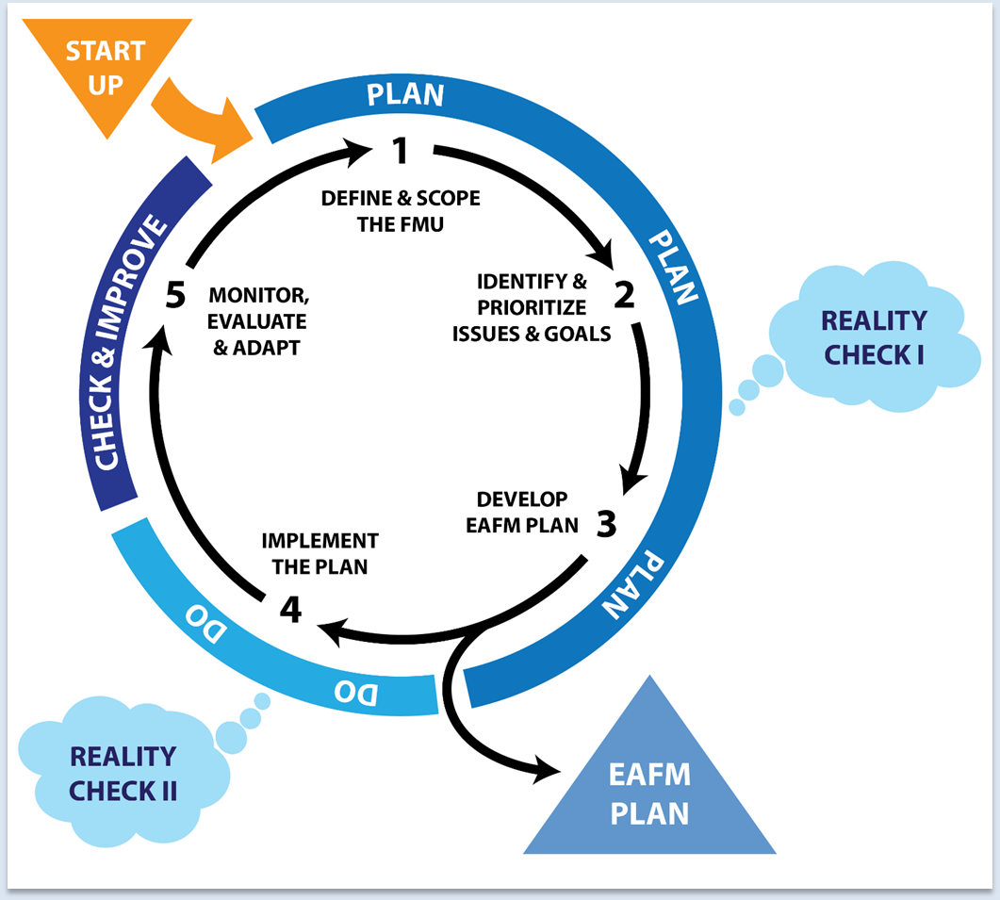 START
UP
PLAN
1
DEFINE & SCOPE
THE FMU
PLAN
2
IDENTIFY &
PRIORITIZE
ISSUES & GOALS
REALITY
CHECK I
3
DEVELOP
EAFM PLAN
PLAN
4
IMPLEMENT
THE PLAN
DO
DO
REALITY
CHECK II
EAFM
PLAN
5
MONITOR,
EVALUATE
& ADAPT
CHECK & IMPROVE